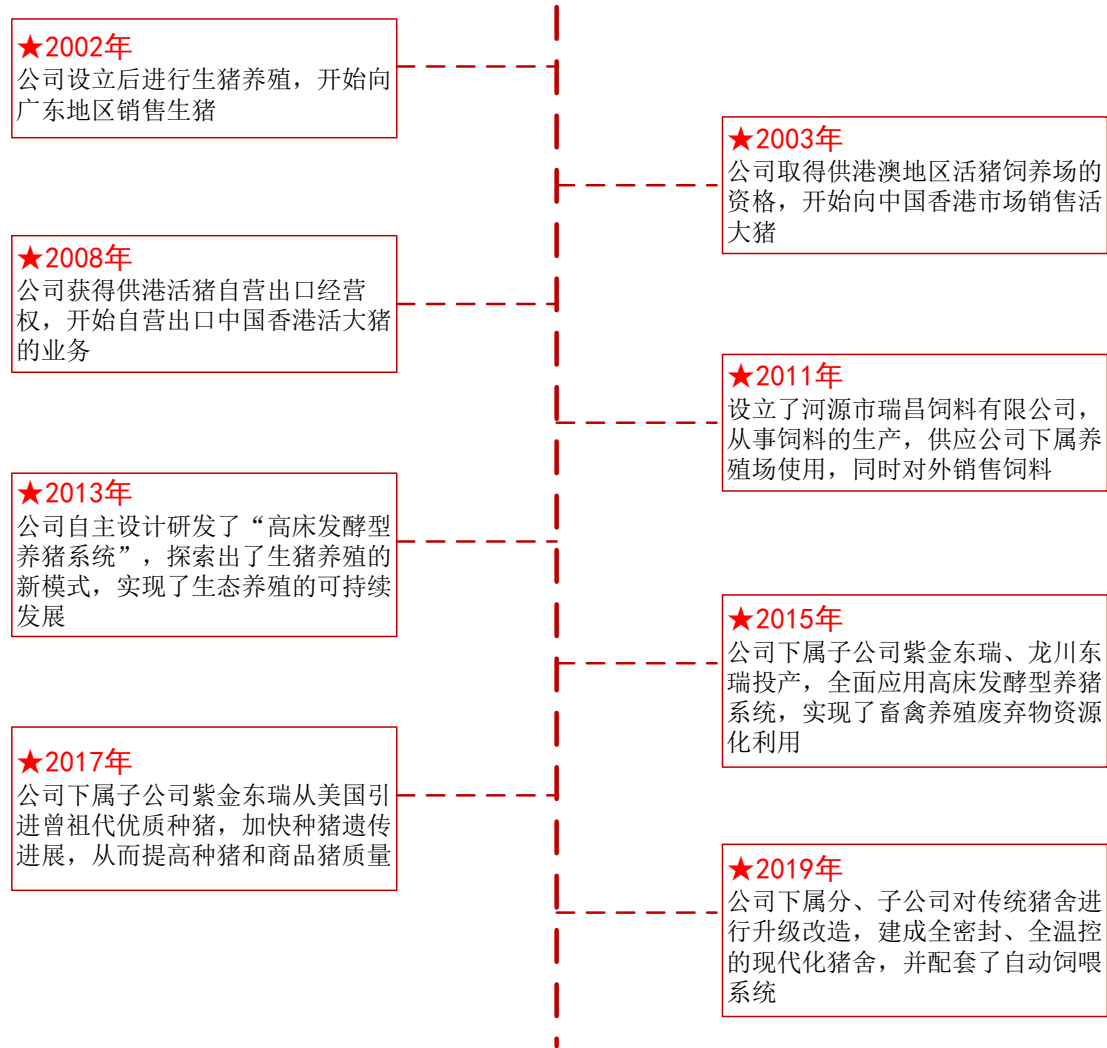 ★2002年
公司设立后进行生猪养殖，开始向
广东地区销售生猪
★2003年
公司取得供港澳地区活猪饲养场的
资格，开始向中国香港市场销售活
大猪
★2008年
公司获得供港活猪自营出口经营
权，开始自营出口中国香港活大猪
的业务
★2011年
设立了河源市瑞昌饲料有限公司，
从事饲料的生产，供应公司下属养
殖场使用，同时对外销售饲料
★2013年
公司自主设计研发了“高床发酵型
养猪系统”，探索出了生猪养殖的
新模式，实现了生态养殖的可持续
发展
★2015年
公司下属子公司紫金东瑞、龙川东
瑞投产，全面应用高床发酵型养猪
系统，实现了畜禽养殖废弃物资源
化利用
★2017年
公司下属子公司紫金东瑞从美国引
进曾祖代优质种猪，加快种猪遗传
进展，从而提高种猪和商品猪质量
★2019年
公司下属分、子公司对传统猪舍进
行升级改造，建成全密封、全温控
的现代化猪舍，并配套了自动饲喂
系统